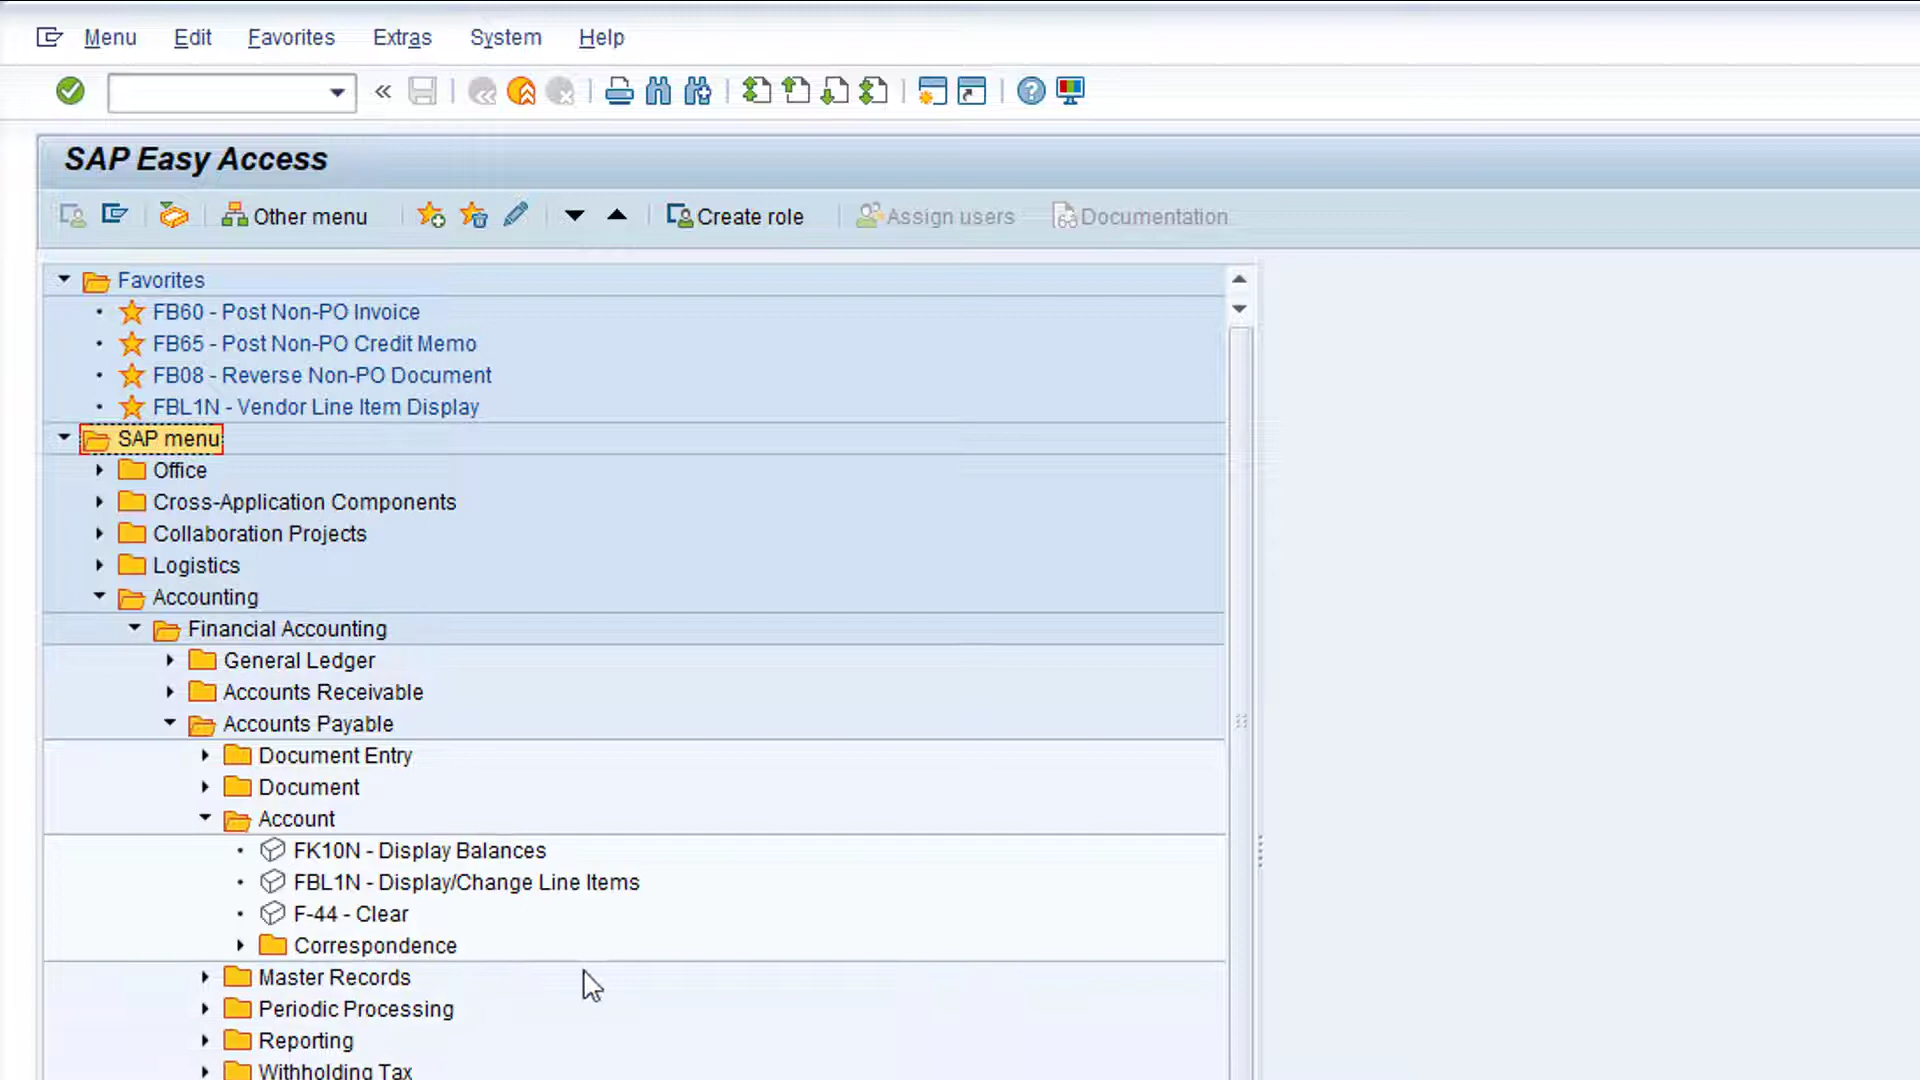 Menu Edit Favorites Extras System Help
SAP Easy Access
Other menu Create role Assign users Documentation
Favorites
FB60 - Post Non-PO Invoice
FB65 - Post Non-PO Credit Memo
FB08 - Reverse Non-PO Document
FBL1N - Vendor Line Item Display
SAP menu
Office
Cross-Application Components
Collaboration Projects
Logistics
Accounting
Financial Accounting
General Ledger
Accounts Receivable
Accounts Payable
Document Entry
Document
Account
FK10N - Display Balances
FBL1N - Display/Change Line Items
F-44 - Clear
Correspondence
Master Records
Periodic Processing
Reporting
Withholding Tax